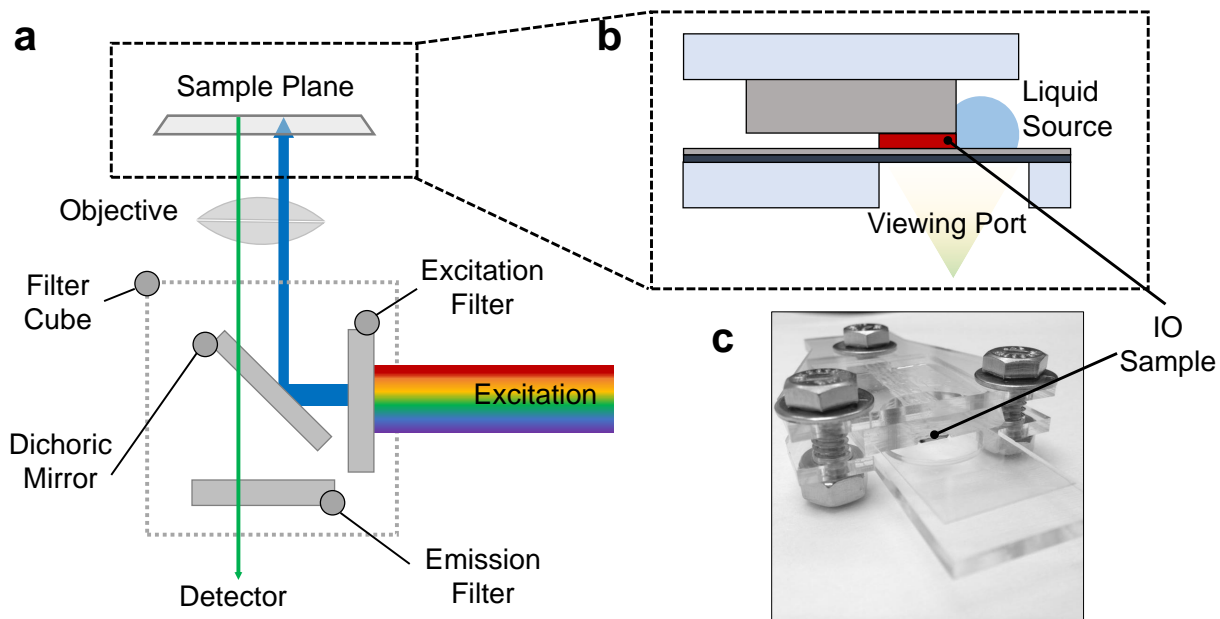 a
Sample Plane
Objective
Filter
Cube
Excitation
Filter
Excitation
Dichoric
Mirror
Emission
Filter
Detector
b
Liquid
Source
Viewing Port
IO
Sample
c